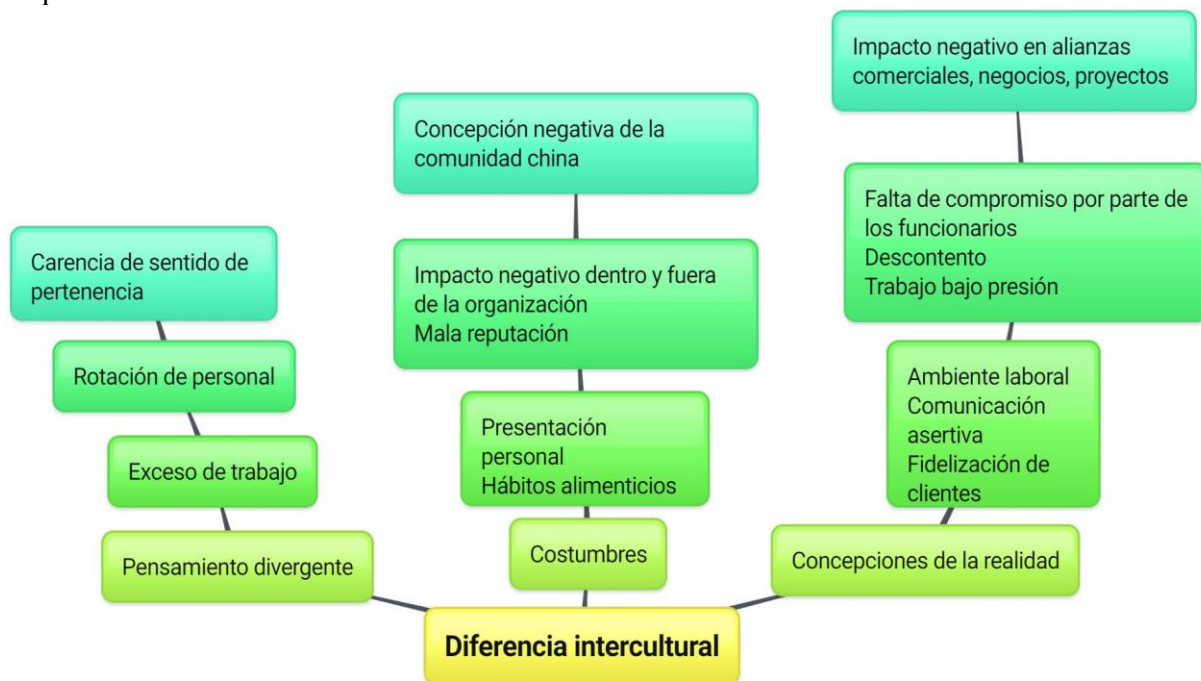 Impacto negativo en alianzas
comerciales, negocios, proyectos
Concepción negativa de la
comunidad china
Falta de compromiso por parte de
los funcionarios
Descontento
Trabajo bajo presión
Carencia de sentido de
pertenencia
Impacto negativo dentro y fuera
de la organización
Mala reputación
Rotación de personal
Ambiente laboral
Comunicación
asertiva
Fidelización de
clientes
Presentación
personal
Hábitos alimenticios
Exceso de trabajo
Pensamiento divergente
Costumbres
Concepciones de la realidad
Diferencia intercultural